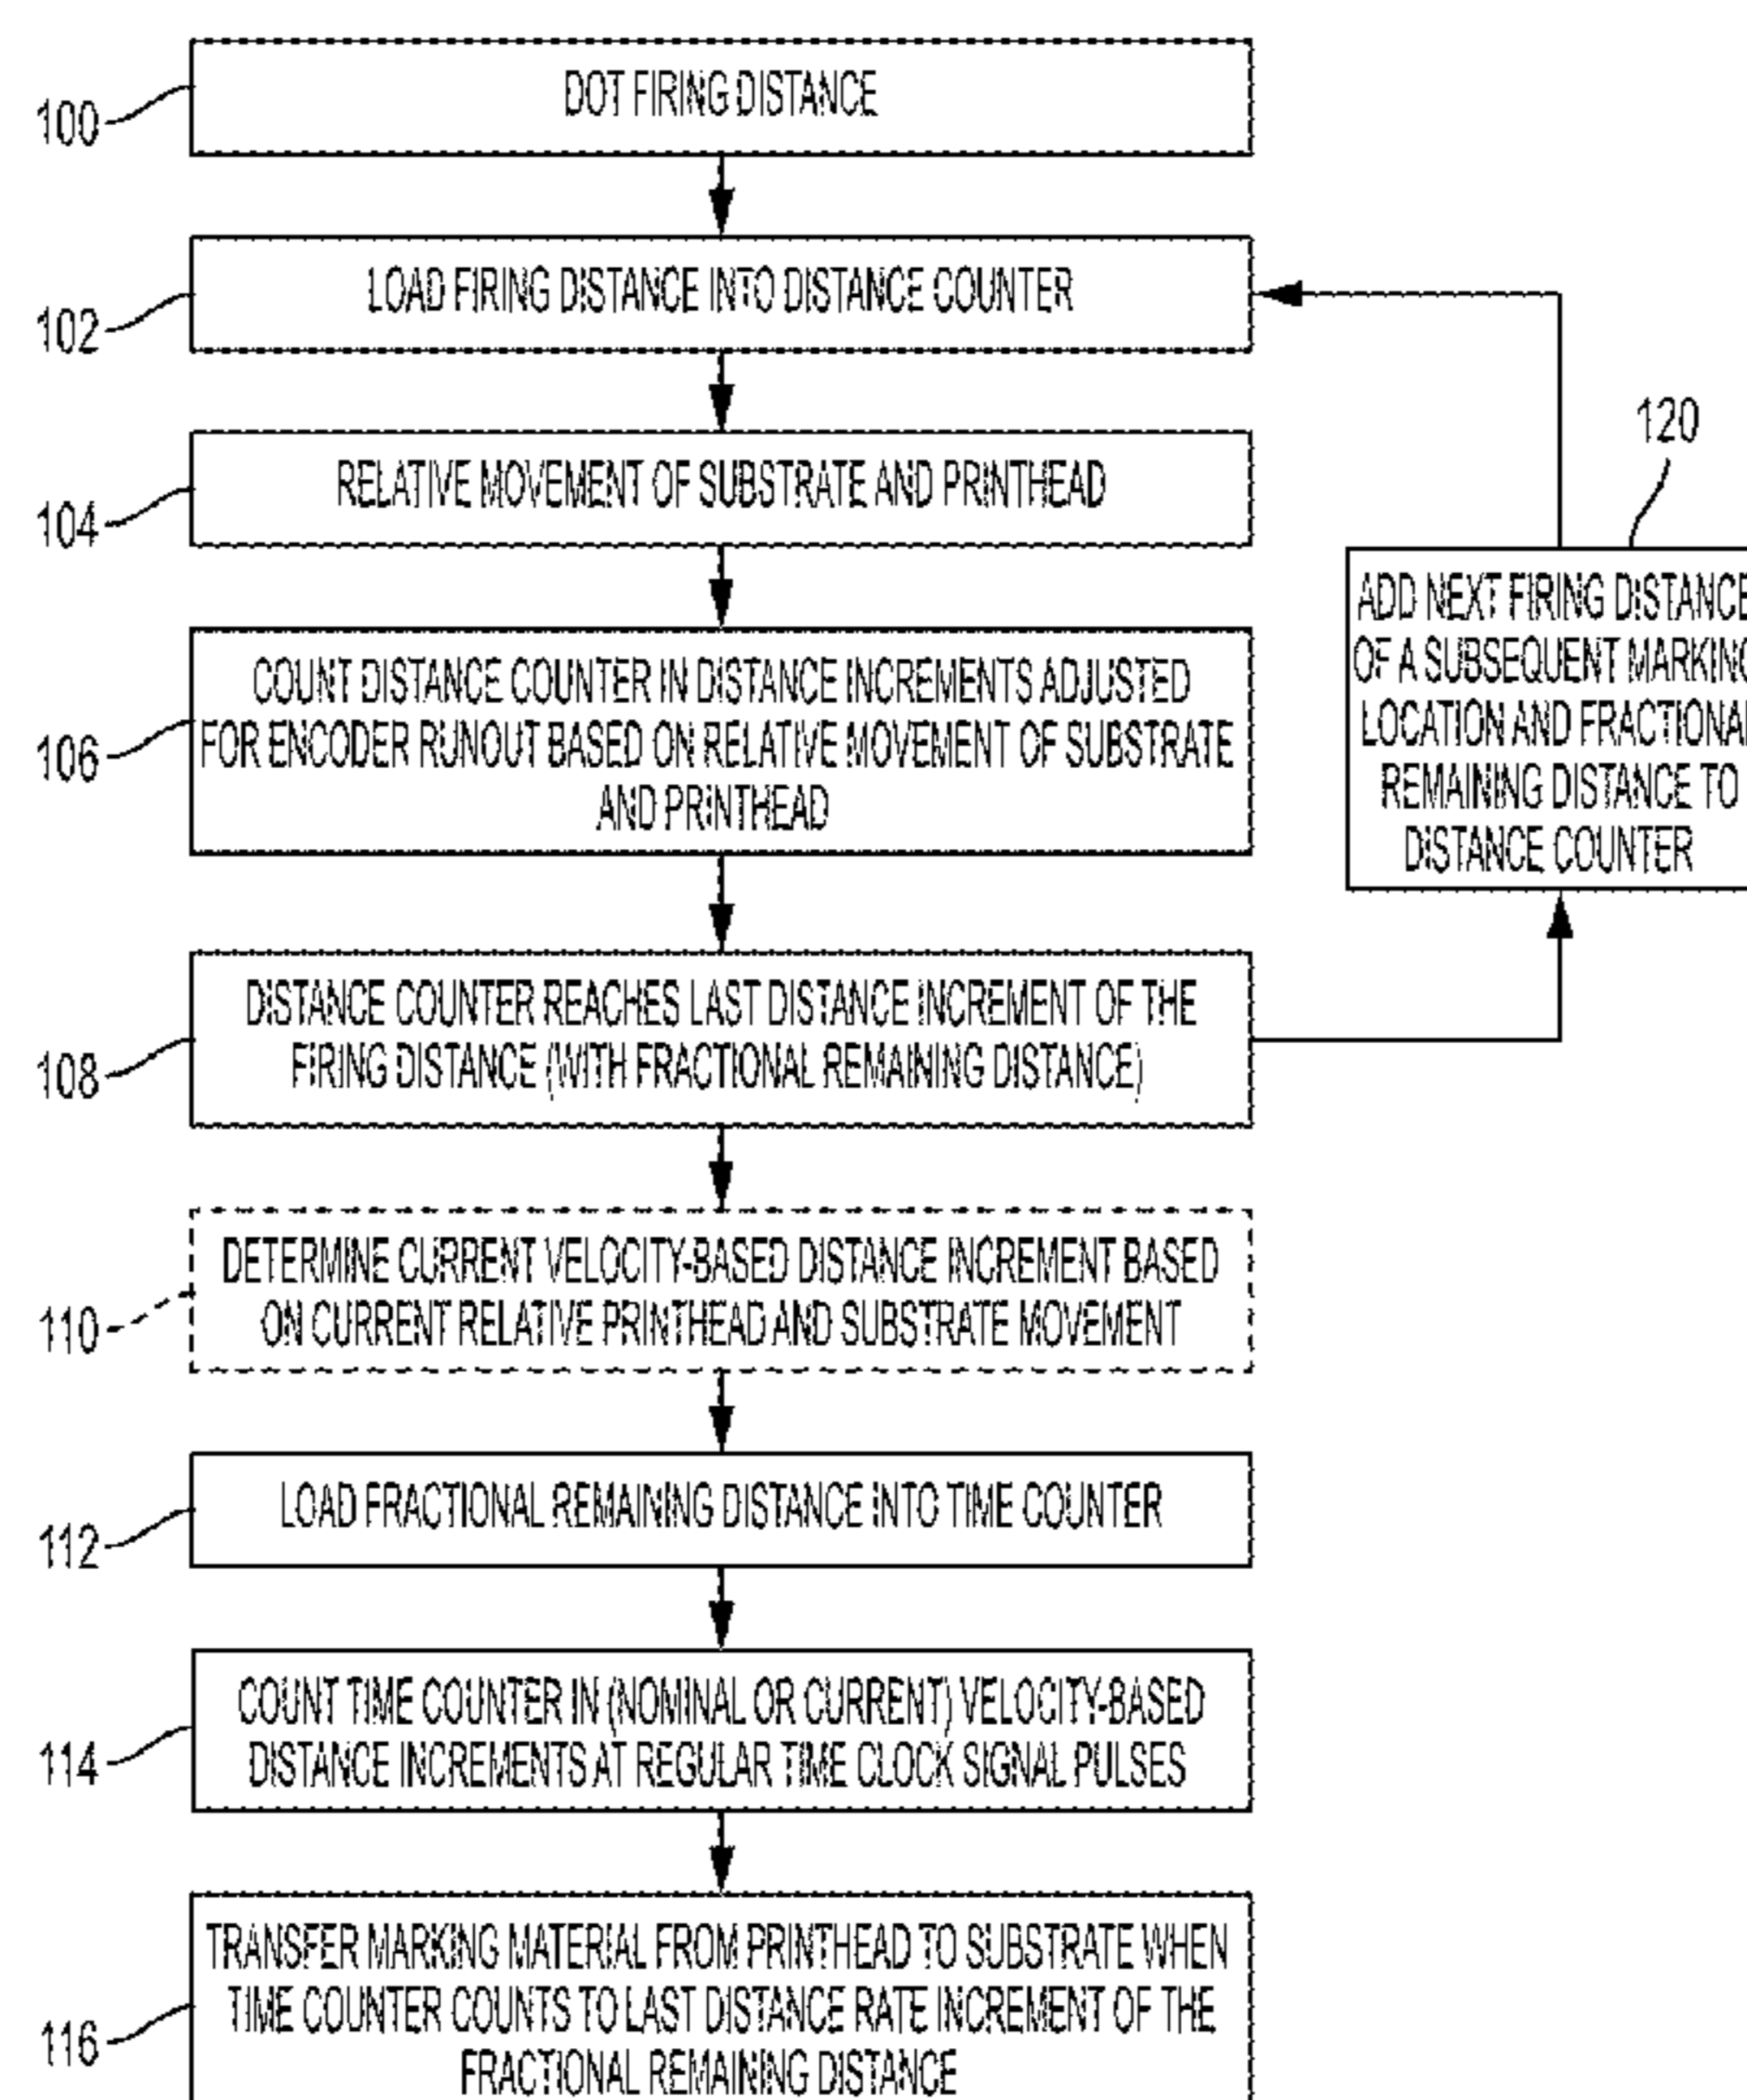 100
DOT FIRING DISTANCE
102
LOAD FIRING DISTANCE INTO DISTANCE COUNTER
104
RELATIVE MOVEMENT OF SUBSTRATE AND PRINTHEAD
106
COUNT DISTANCE COUNTER IN DISTANCE INCREMENTS ADJUSTED
FOR ENCODER RUNOUT BASED ON RELATIVE MOVEMENT OF SUBSTRATE
AND PRINTHEAD
108
DISTANCE COUNTER REACHES LAST DISTANCE INCREMENT OF THE
FIRING DISTANCE (WITH FRACTIONAL REMAINING DISTANCE)
120
ADD NEXT FIRING DISTANCE
OF A SUBSEQUENT MARKING
LOCATION AND FRACTIONAL
REMAINING DISTANCE TO
DISTANCE COUNTER
110
DETERMINE CURRENT VELOCITY-BASED DISTANCE INCREMENT BASED
ON CURRENT RELATIVE PRINTHEAD AND SUBSTRATE MOVEMENT
112
LOAD FRACTIONAL REMAINING DISTANCE INTO TIME COUNTER
114
COUNT TIME COUNTER IN (NOMINAL OR CURRENT) VELOCITY-BASED
DISTANCE INCREMENTS AT REGULAR TIME CLOCK SIGNAL PULSES
116
TRANSFER MARKING MATERIAL FROM PRINTHEAD TO SUBSTRATE WHEN
TIME COUNTER COUNTS TO LAST DISTANCE RATE INCREMENT OF THE
FRACTIONAL REMAINING DISTANCE